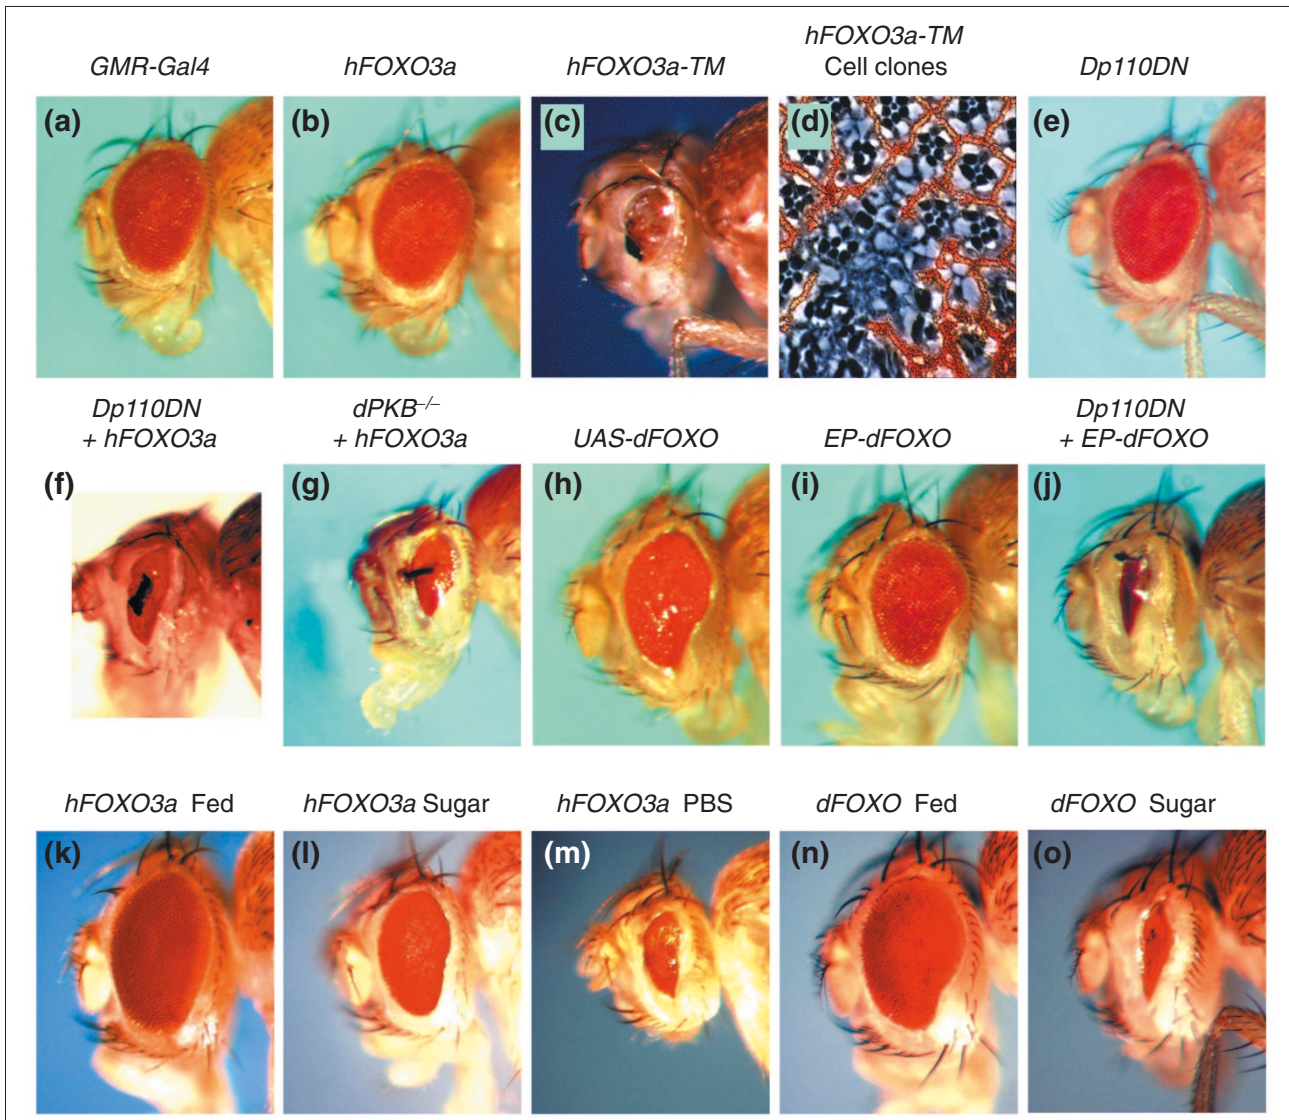 hFOXO3a-TM
GMR-Gal4 hFOXO3a hFOXO3a-TM Cell clones Dp110DN
(a) (b) (c) (d) (e)
Dp110DN dPKB–/– Dp110DN
+ hFOXO3a + hFOXO3a UAS-dFOXO EP-dFOXO + EP-dFOXO
(f) (g) (h) (i) (j)
hFOXO3a Fed hFOXO3a Sugar hFOXO3a PBS dFOXO Fed dFOXO Sugar
(k) (l) (m) (n) (o)